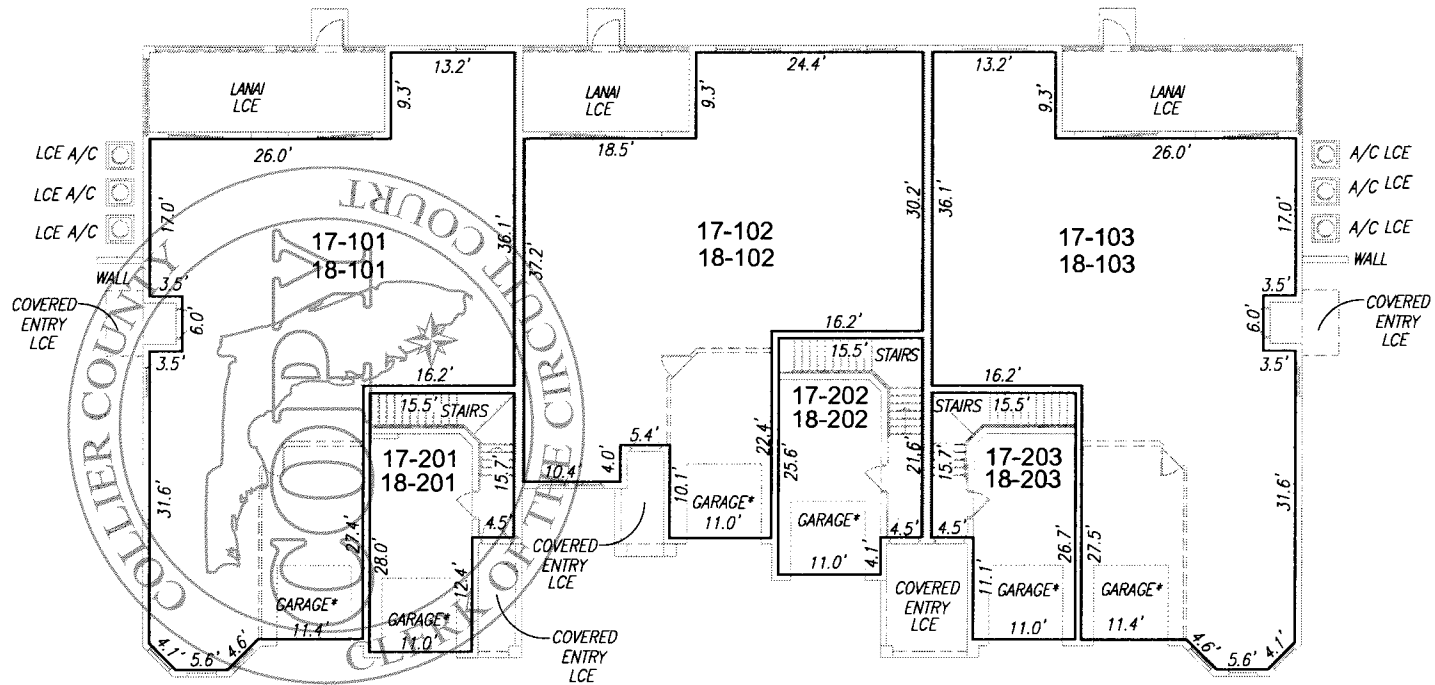 13.2'
24.4'
13.2'
LANAI
LCE
9.3'
LANAI
LCE
9.3'
9.3'
LANAI
LCE
LCE A/C
LCE A/C
LCE A/C
26.0'
18.5'
26.0'
A/C LCE
A/C LCE
A/C LCE
17.0'
36.1'
37.2'
30.2'
36.1'
17.0'
17-101
18-101
17-102
18-102
17-103
18-103
WALL
WALL
3.5'
6.0'
3.5'
COVERED
ENTRY
LCE
3.5'
6.0'
3.5'
COVERED
ENTRY
LCE
16.2'
16.2'
16.2'
15.5'
STAIRS
15.5'
STAIRS
STAIRS
15.5'
17-201
18-201
17-202
18-202
17-203
18-203
31.6'
27.4'
28.0'
15.7'
4.5'
12.4'
10.4'
4.0'
5.4'
10.1'
22.4'
25.6'
21.6'
15.7'
4.5'
4.5'
4.1'
11.1'
26.7'
27.5'
31.6'
GARAGE*
11.4'
GARAGE*
11.0'
GARAGE*
11.0'
GARAGE*
11.0'
GARAGE*
11.0'
GARAGE*
11.4'
COVERED
ENTRY
LCE
COVERED
ENTRY
LCE
COVERED
ENTRY
LCE
4.1'
5.6'
4.6'
4.6'
5.6'
4.1'
COLLIER COUNTY
CLERK OF THE CIRCUIT COURT
COPY